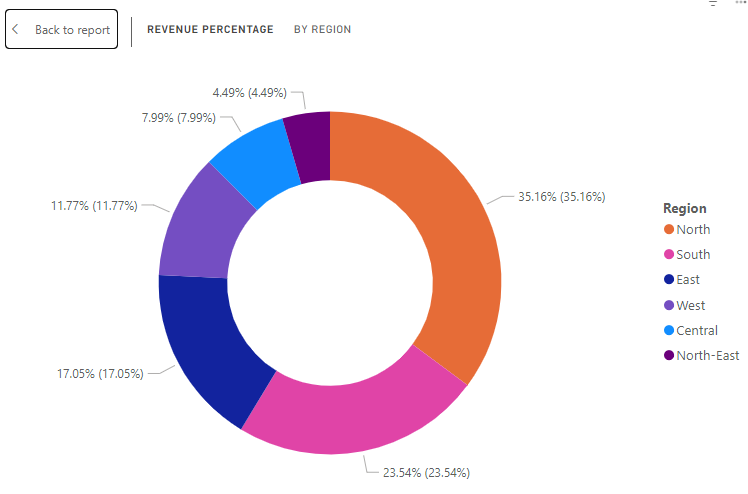 Back to report
REVENUE PERCENTAGE BY REGION
4.49% (4.49%)
7.99% (7.99%)
11.77% (11.77%)
35.16% (35.16%)
17.05% (17.05%)
23.54% (23.54%)
Region
North
South
East
West
Central
North-East